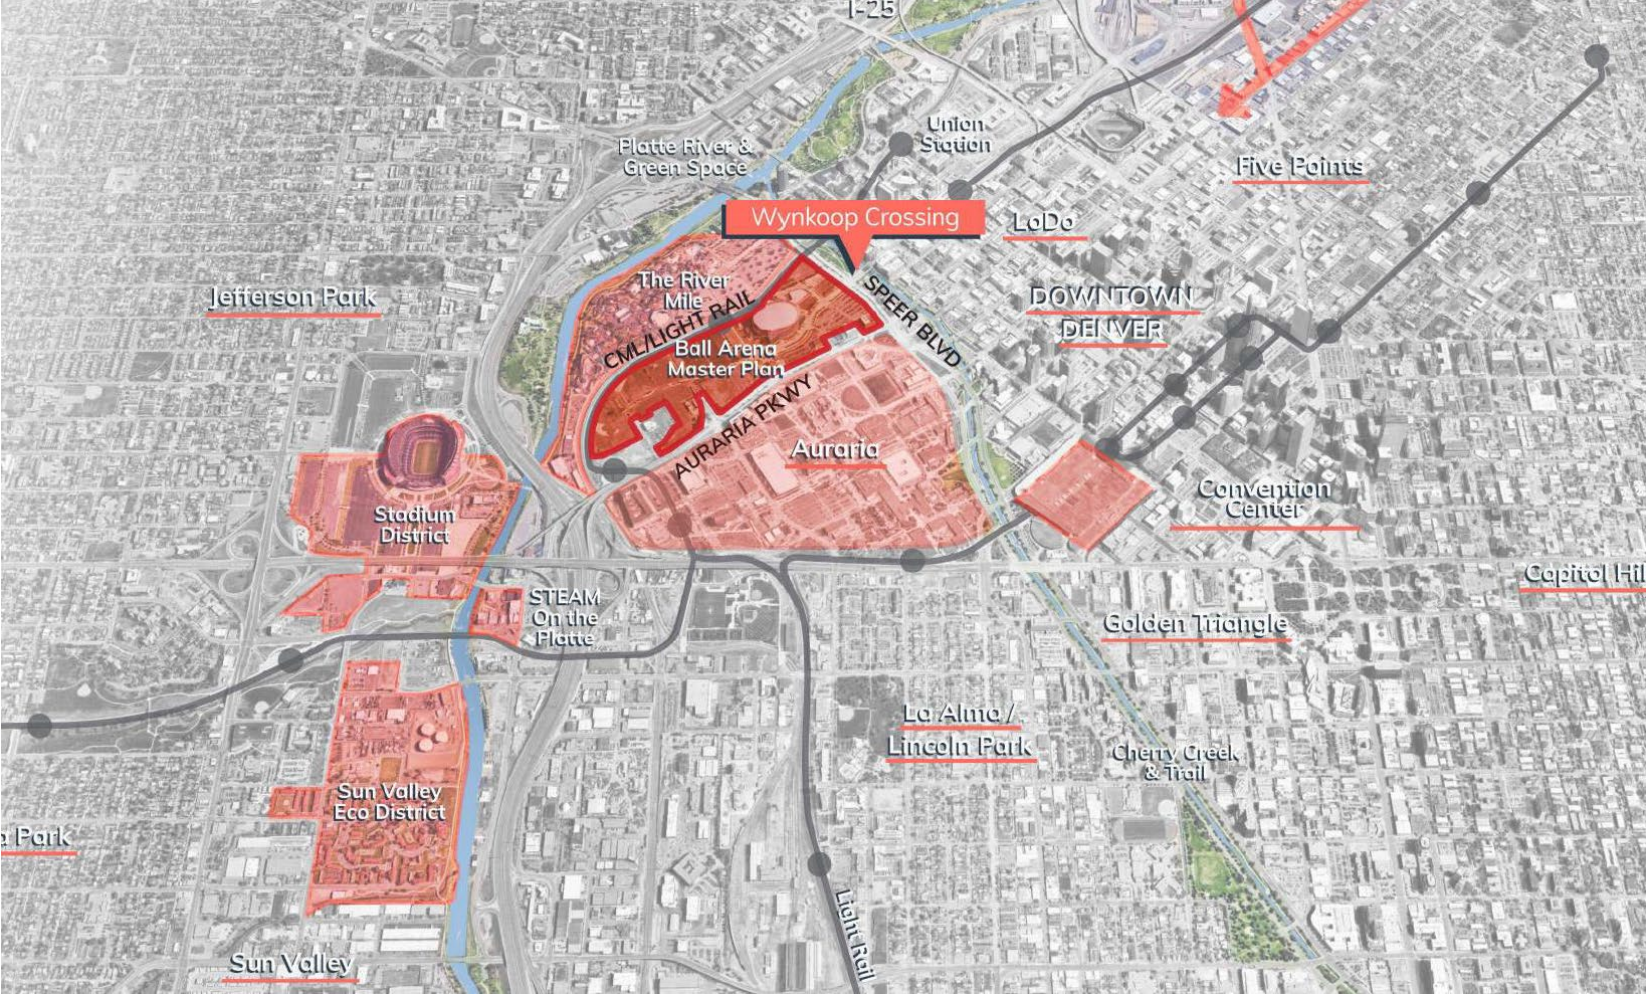 I-25
Union
Station
Platte River &
Green Space
Five Points
Wynkoop Crossing
LoDo
The River
Mile
Jefferson Park
CML/LIGHT RAIL
SPEER BLVD
DOWNTOWN
DENVER
Ball Arena
Master Plan
AURARIA PKWY
Auraria
Stadium
District
Convention
Center
Capitol Hil
STEAM
On the
Platte
Golden Triangle
La Alma /
Lincoln Park
Cherry Creek
& Trail
Sun Valley
Eco District
Park
Light Rail
Sun Valley